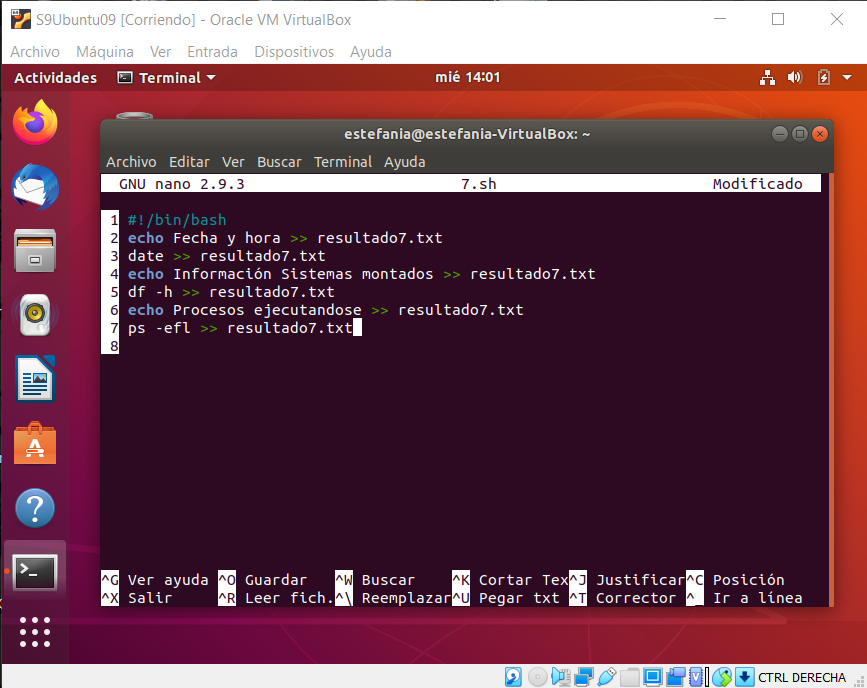 S9Ubuntu09 [Corriendo] - Oracle VM VirtualBox
Archivo Máquina Ver Entrada Dispositivos Ayuda
Actividades Terminal mié 14:01
estefania@estefania-VirtualBox: ~
Archivo Editar Ver Buscar Terminal Ayuda
GNU nano 2.9.3 7.sh Modificado
1 #!/bin/bash
2 echo Fecha y hora >> resultado7.txt
3 date >> resultado7.txt
4 echo Información Sistemas montados >> resultado7.txt
5 df -h >> resultado7.txt
6 echo Procesos ejecutandose >> resultado7.txt
7 ps -efl >> resultado7.txt
8
^G Ver ayuda ^O Guardar ^W Buscar ^K Cortar Tex^J Justificar^C Posición
^X Salir ^R Leer fich.^\ Reemplazar^U Pegar txt ^T Corrector ^_ Ir a línea
CTRL DERECHA